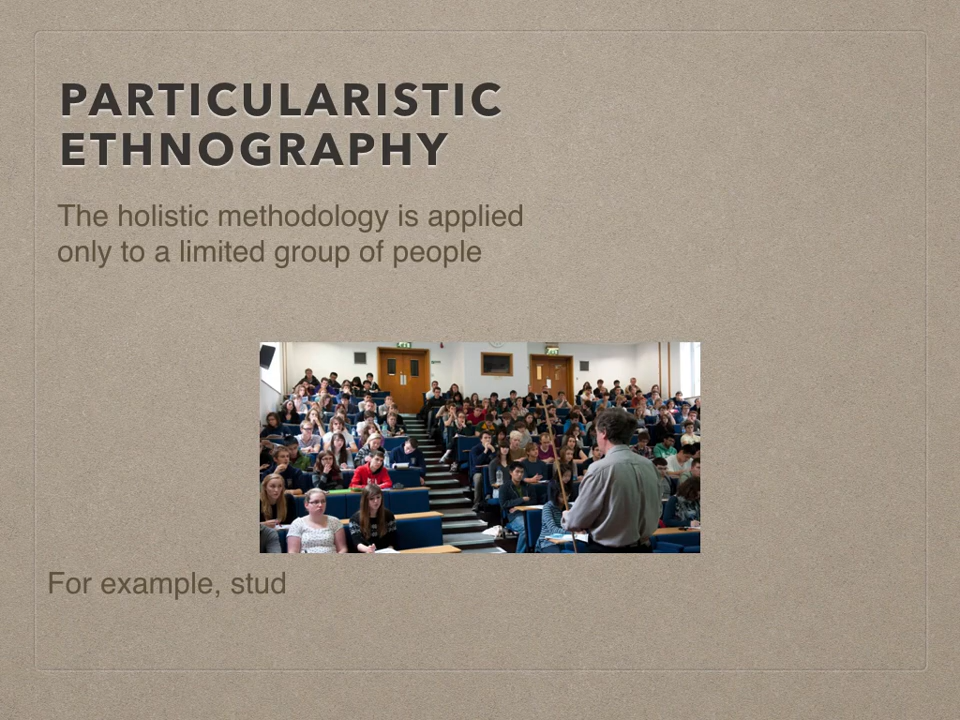 PARTICULARISTIC
ETHNOGRAPHY
The holistic methodology is applied
only to a limited group of people
For example, stud